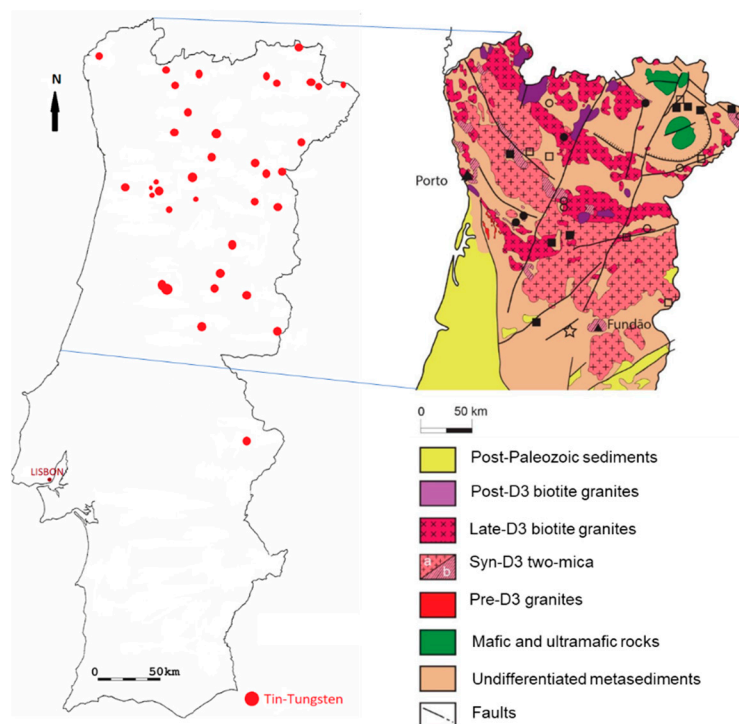 N
LISBON
0 50km
Tin-Tungsten
Porto
Fundão
0 50 km
Post-Paleozoic sediments
Post-D3 biotite granites
Late-D3 biotite granites
a
b
Syn-D3 two-mica
Pre-D3 granites
Mafic and ultramafic rocks
Undifferentiated metasediments
Faults